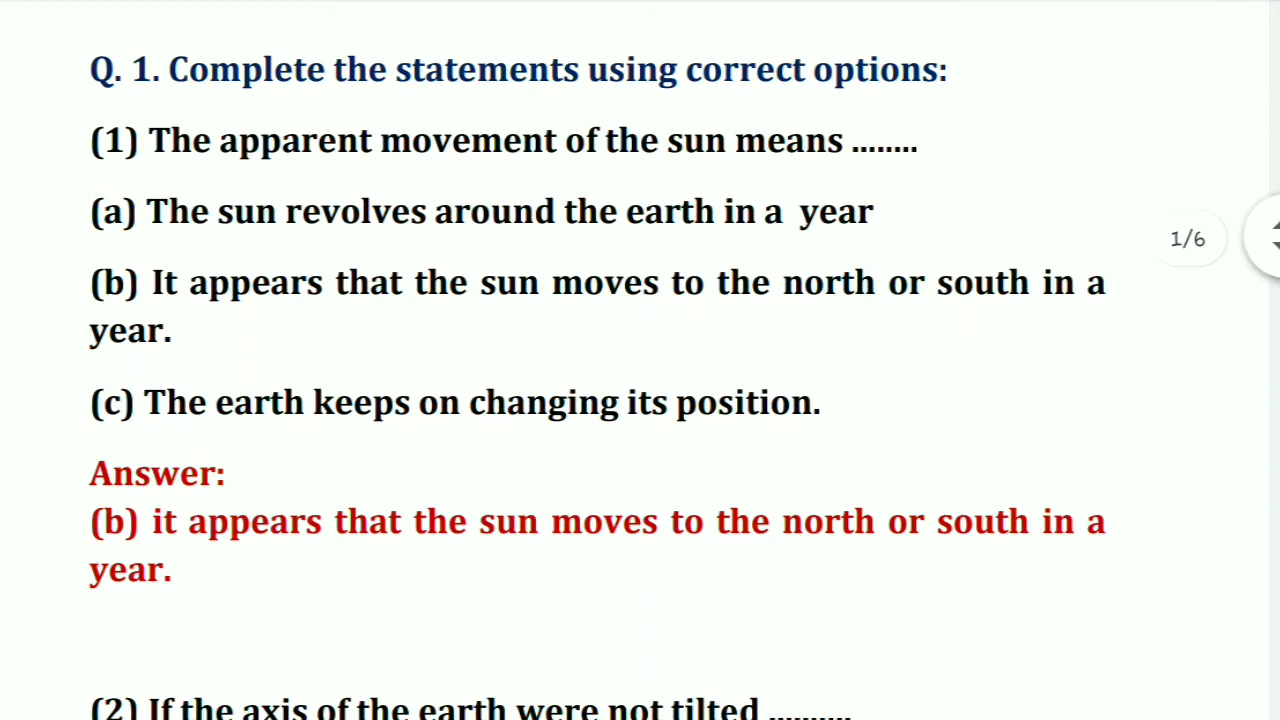 Q. 1. Complete the statements using correct options:
(1) The apparent movement of the sun means ........
(a) The sun revolves around the earth in a year
1/6
(b) It appears that the sun moves to the north or south in a
year.
(c) The earth keeps on changing its position.
Answer:
(b) it appears that the sun moves to the north or south in a
year.
(2) If the axis of the earth were not tilted ..........